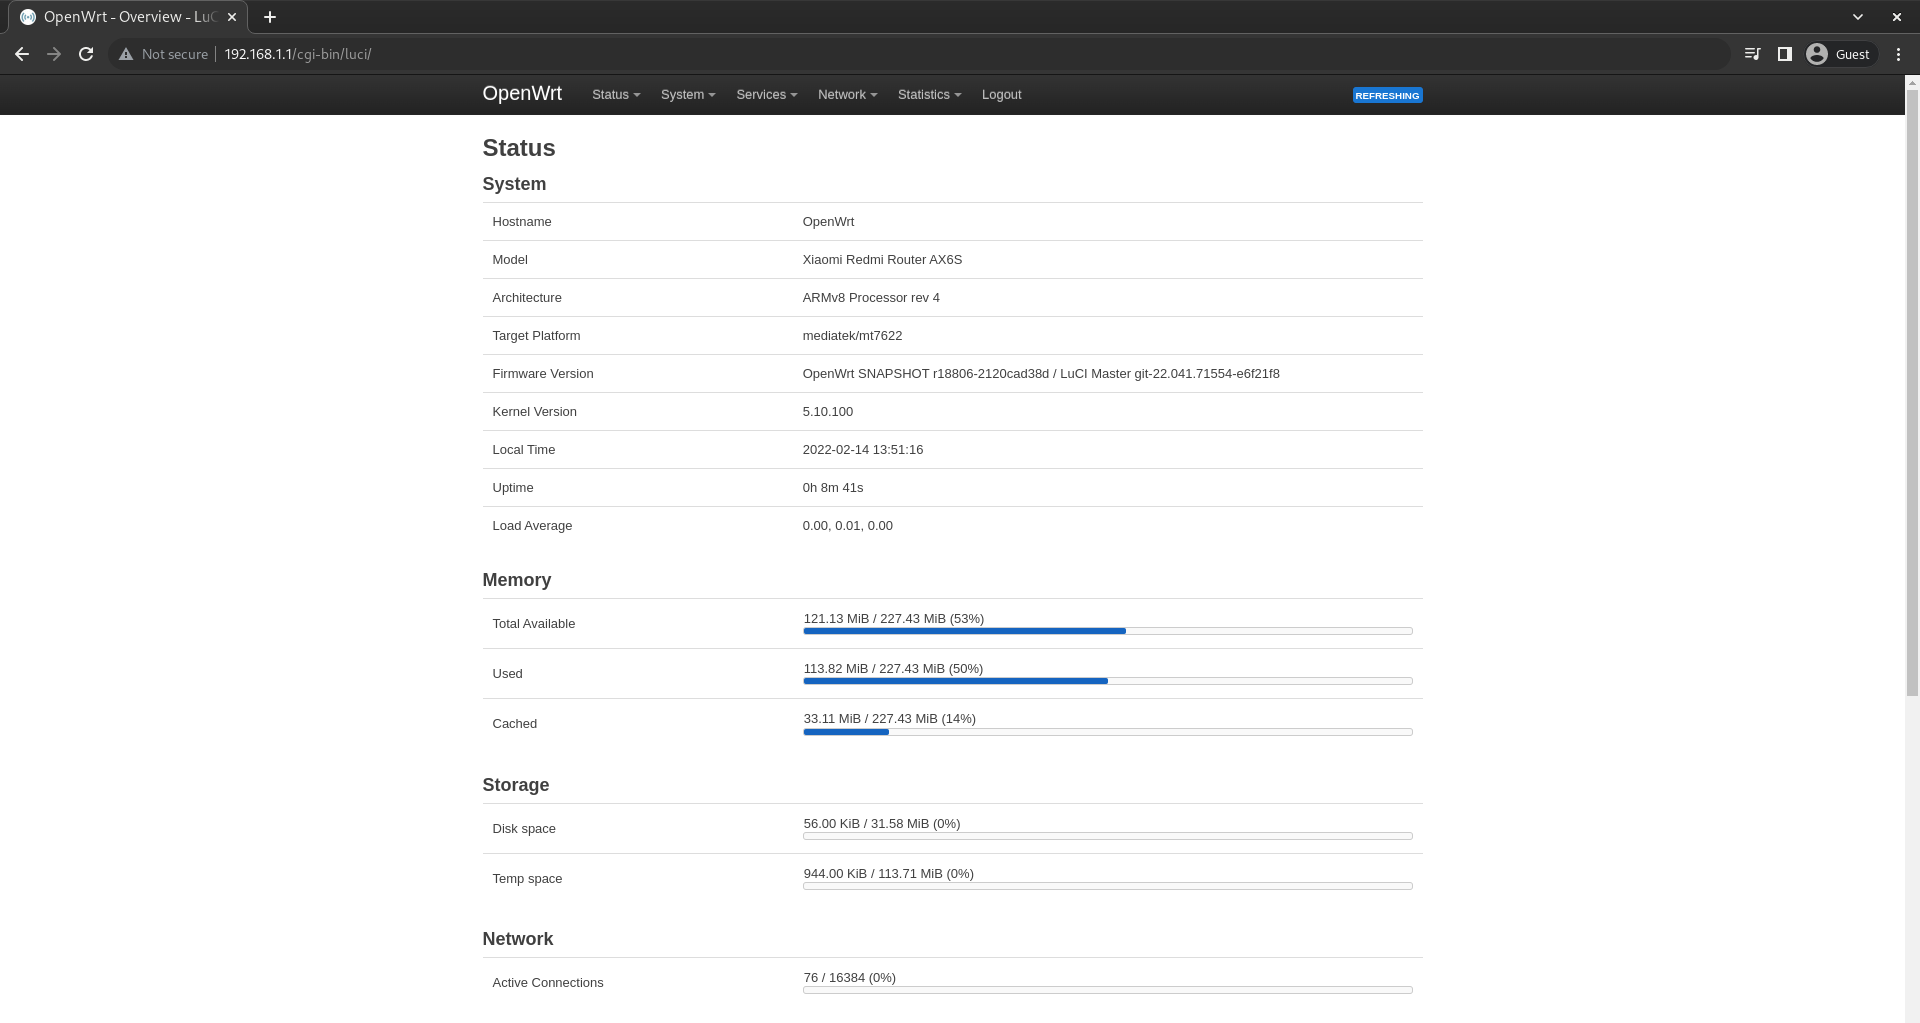 OpenWrt - Overview - LuC
Not secure 192.168.1.1/cgi-bin/luci/ Guest
OpenWrt Status System Services Network Statistics Logout REFRESHING
Status
System
Hostname OpenWrt
Model Xiaomi Redmi Router AX6S
Architecture ARMv8 Processor rev 4
Target Platform mediatek/mt7622
Firmware Version OpenWrt SNAPSHOT r18806-2120cad38d / LuCI Master git-22.041.71554-e6f21f8
Kernel Version 5.10.100
Local Time 2022-02-14 13:51:16
Uptime 0h 8m 41s
Load Average 0.00, 0.01, 0.00
Memory
Total Available 121.13 MiB / 227.43 MiB (53%)
Used 113.82 MiB / 227.43 MiB (50%)
Cached 33.11 MiB / 227.43 MiB (14%)
Storage
Disk space 56.00 KiB / 31.58 MiB (0%)
Temp space 944.00 KiB / 113.71 MiB (0%)
Network
Active Connections 76 / 16384 (0%)